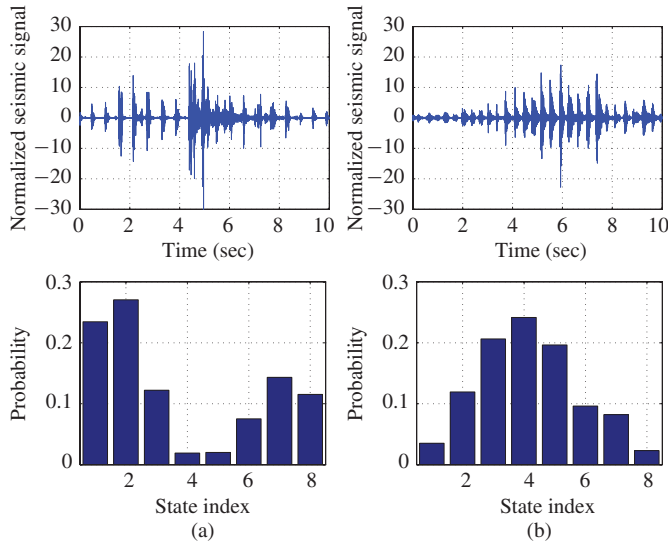 Normalized seismic signal
30
20
10
0
−10
−20
−30
0 2 4 6 8 10
Time (sec)
Normalized seismic signal
30
20
10
0
−10
−20
−30
0 2 4 6 8 10
Time (sec)
Probability
0.3
0.2
0.1
0
2 4 6 8
State index
(a)
Probability
0.3
0.2
0.1
0
2 4 6 8
State index
(b)